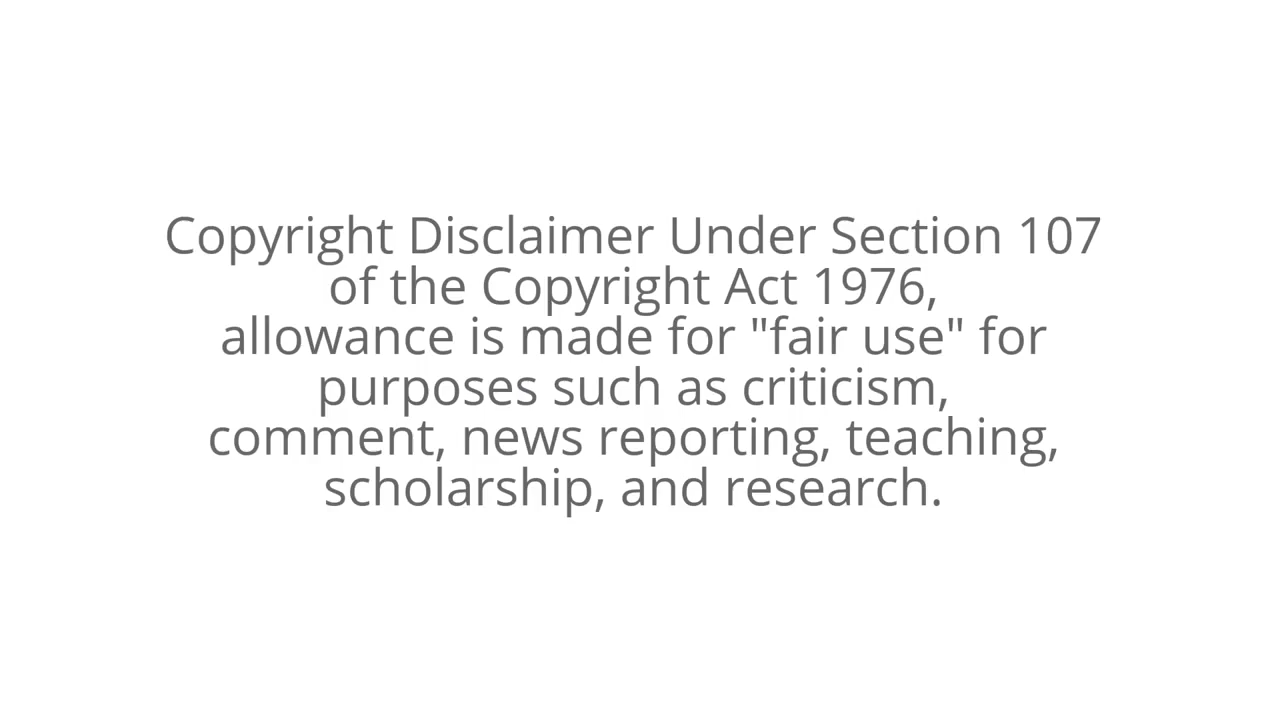 Copyright Disclaimer Under Section 107
of the Copyright Act 1976,
allowance is made for "fair use" for
purposes such as criticism,
comment, news reporting, teaching,
scholarship, and research.